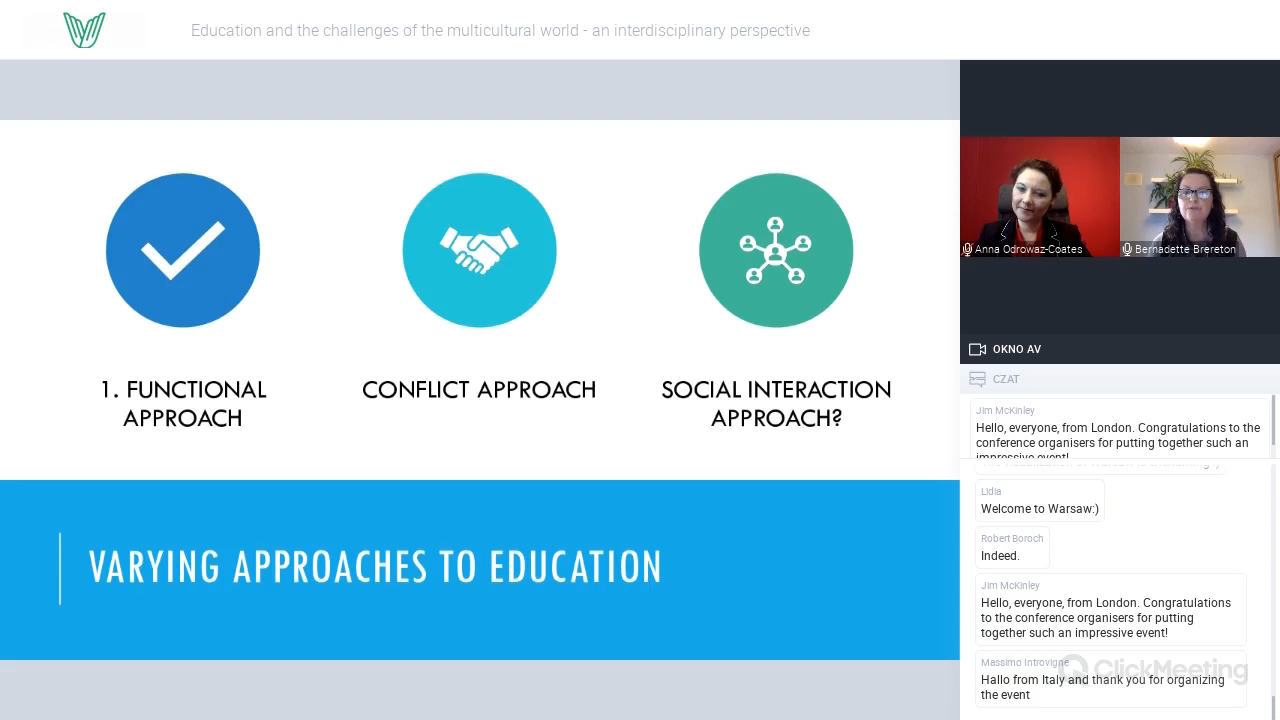 Education and the challenges of the multicultural world - an interdisciplinary perspective
1. FUNCTIONAL
APPROACH
CONFLICT APPROACH
SOCIAL INTERACTION
APPROACH?
VARYING APPROACHES TO EDUCATION
Anna Odrowaz-Coates
Bernadette Brereton
OKNO AV
CZAT
Jim McKinley
Hello, everyone, from London. Congratulations to the
conference organisers for putting together such an
impressive event!
Lidia
Welcome to Warsaw:)
Robert Boroch
Indeed.
Jim McKinley
Hello, everyone, from London. Congratulations
to the conference organisers for putting
together such an impressive event!
Massimo Introvigne
Hallo from Italy and thank you for organizing
the event
ClickMeeting